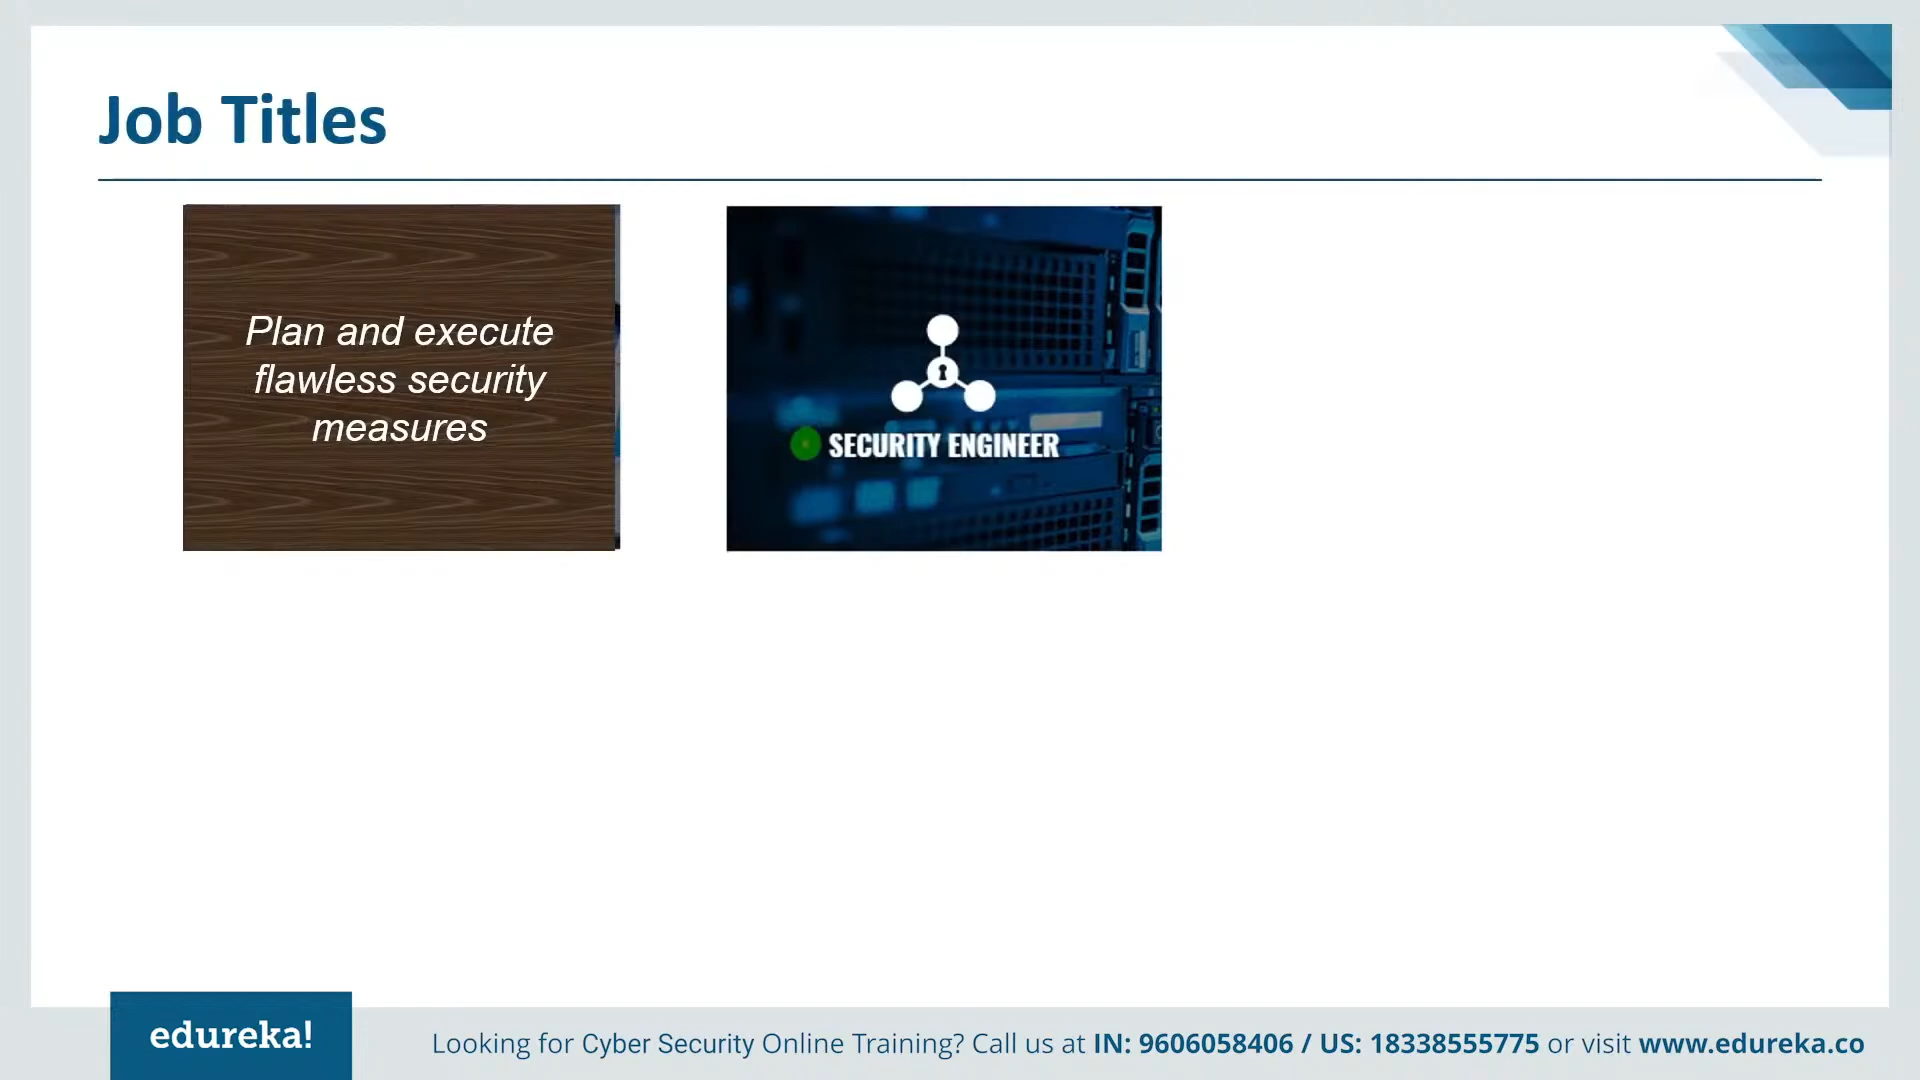 Job Titles
Plan and execute
flawless security
measures
SECURITY ENGINEER
edureka!
Looking for Cyber Security Online Training? Call us at IN: 9606058406 / US: 18338555775 or visit www.edureka.co